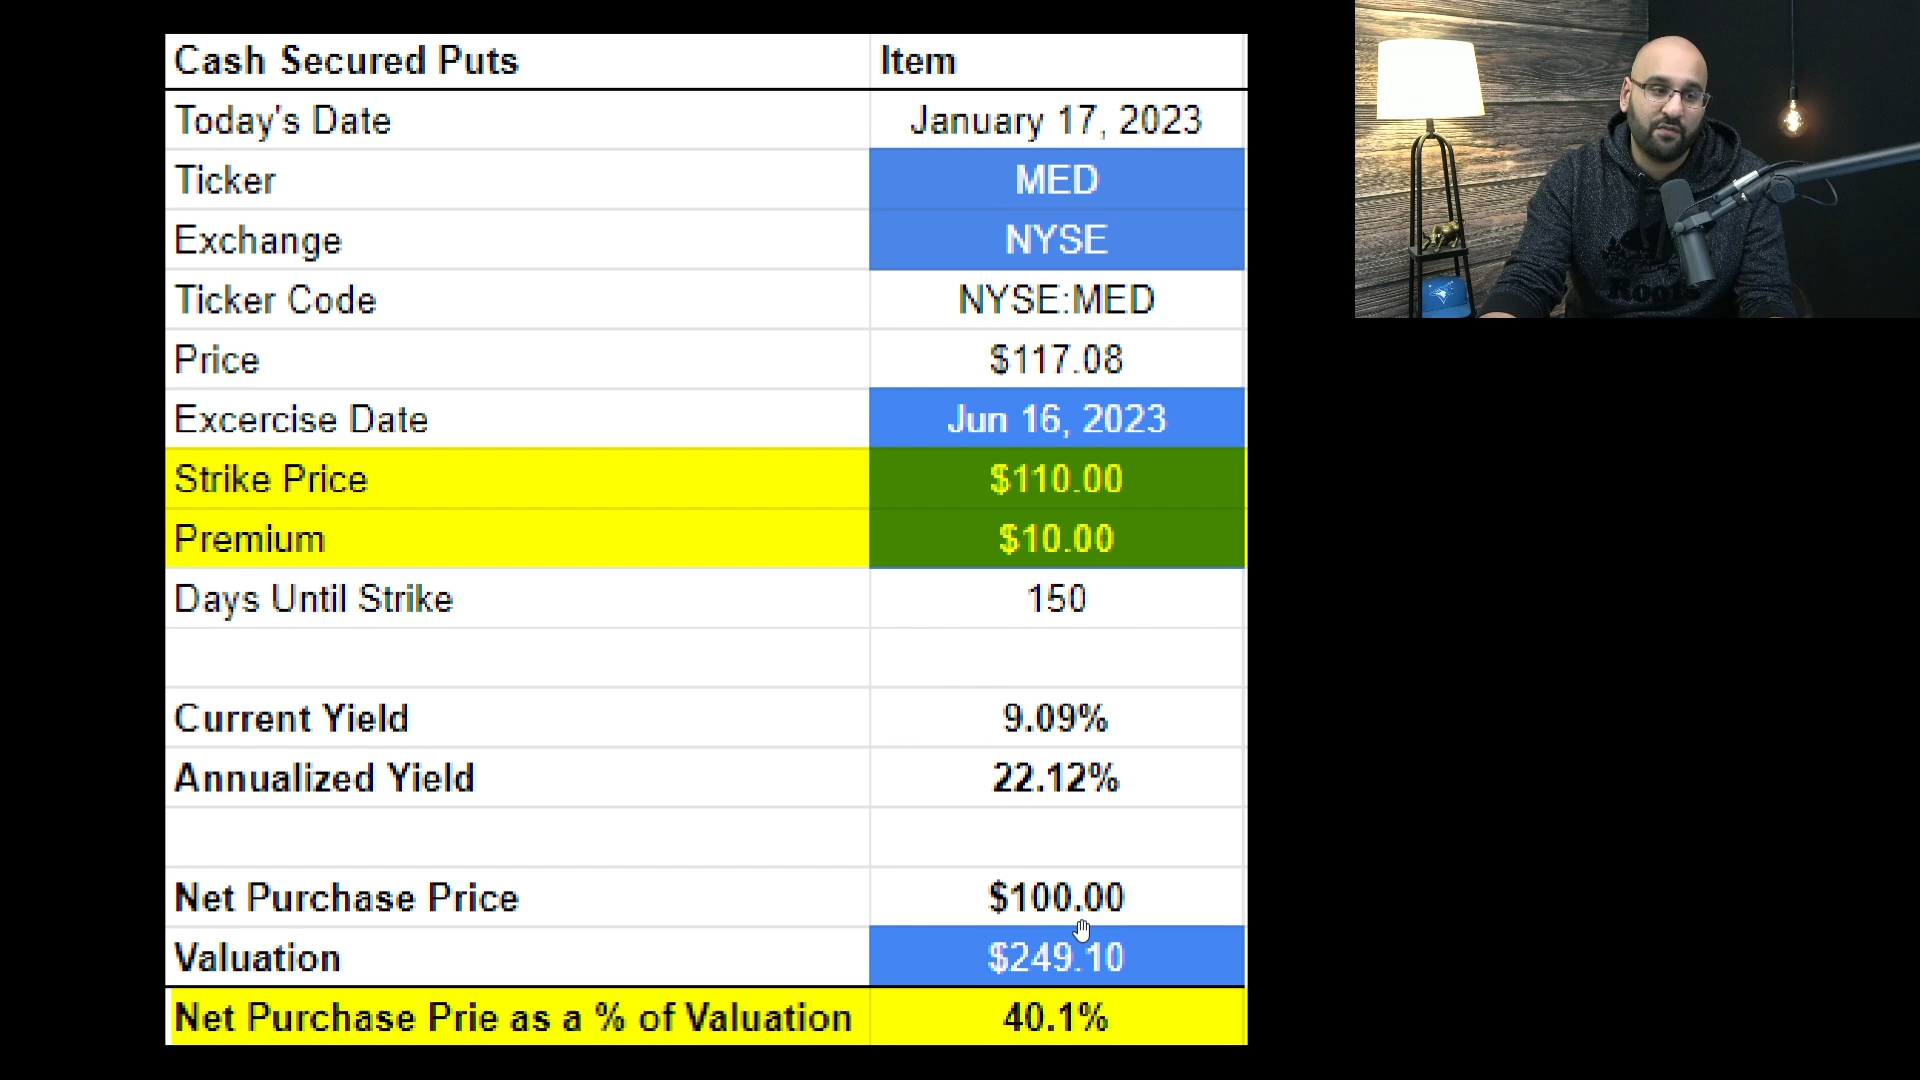 Cash Secured Puts Item
Today's Date January 17, 2023
Ticker MED
Exchange NYSE
Ticker Code NYSE:MED
Price $117.08
Excercise Date Jun 16, 2023
Strike Price $110.00
Premium $10.00
Days Until Strike 150
Current Yield 9.09%
Annualized Yield 22.12%
Net Purchase Price $100.00
Valuation $249.10
Net Purchase Prie as a % of Valuation 40.1%
Roots